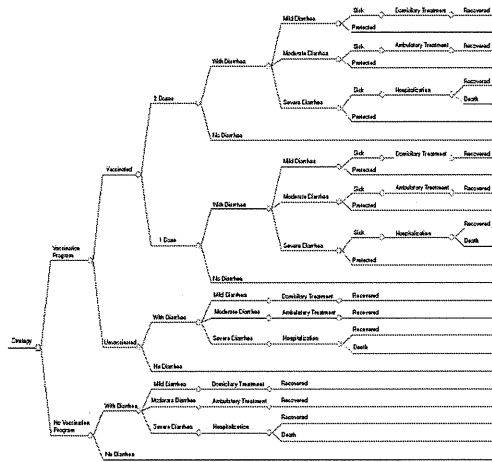 Sick Domiciliary Treatment Recovered
Mild Diarrhea
Protected
Sick Ambulatory Treatment Recovered
With Diarrhea Moderate Diarrhea
Protected
Recovered
Sick Hospitalization
2 Doses Severe Diarrhea Death
Protected
No Diarrhea
Sick Domiciliary Treatment Recovered
Vaccinated Mild Diarrhea
Protected
Sick Ambulatory Treatment Recovered
With Diarrhea Moderate Diarrhea
Protected
Recovered
Sick Hospitalization
1 Dose Severe Diarrhea Death
Vaccination Program
Protected
No Diarrhea
Mild Diarrhea Domiciliary Treatment Recovered
With Diarrhea Moderate Diarrhea Ambulatory Treatment Recovered
Recovered
Strategy Unvaccinated Severe Diarrhea Hospitalization
Death
No Diarrhea
Mild Diarrhea Domiciliary Treatment Recovered
With Diarrhea Moderate Diarrhea Ambulatory Treatment Recovered
No Vaccination Program
Recovered
Severe Diarrhea Hospitalization
Death
No Diarrhea